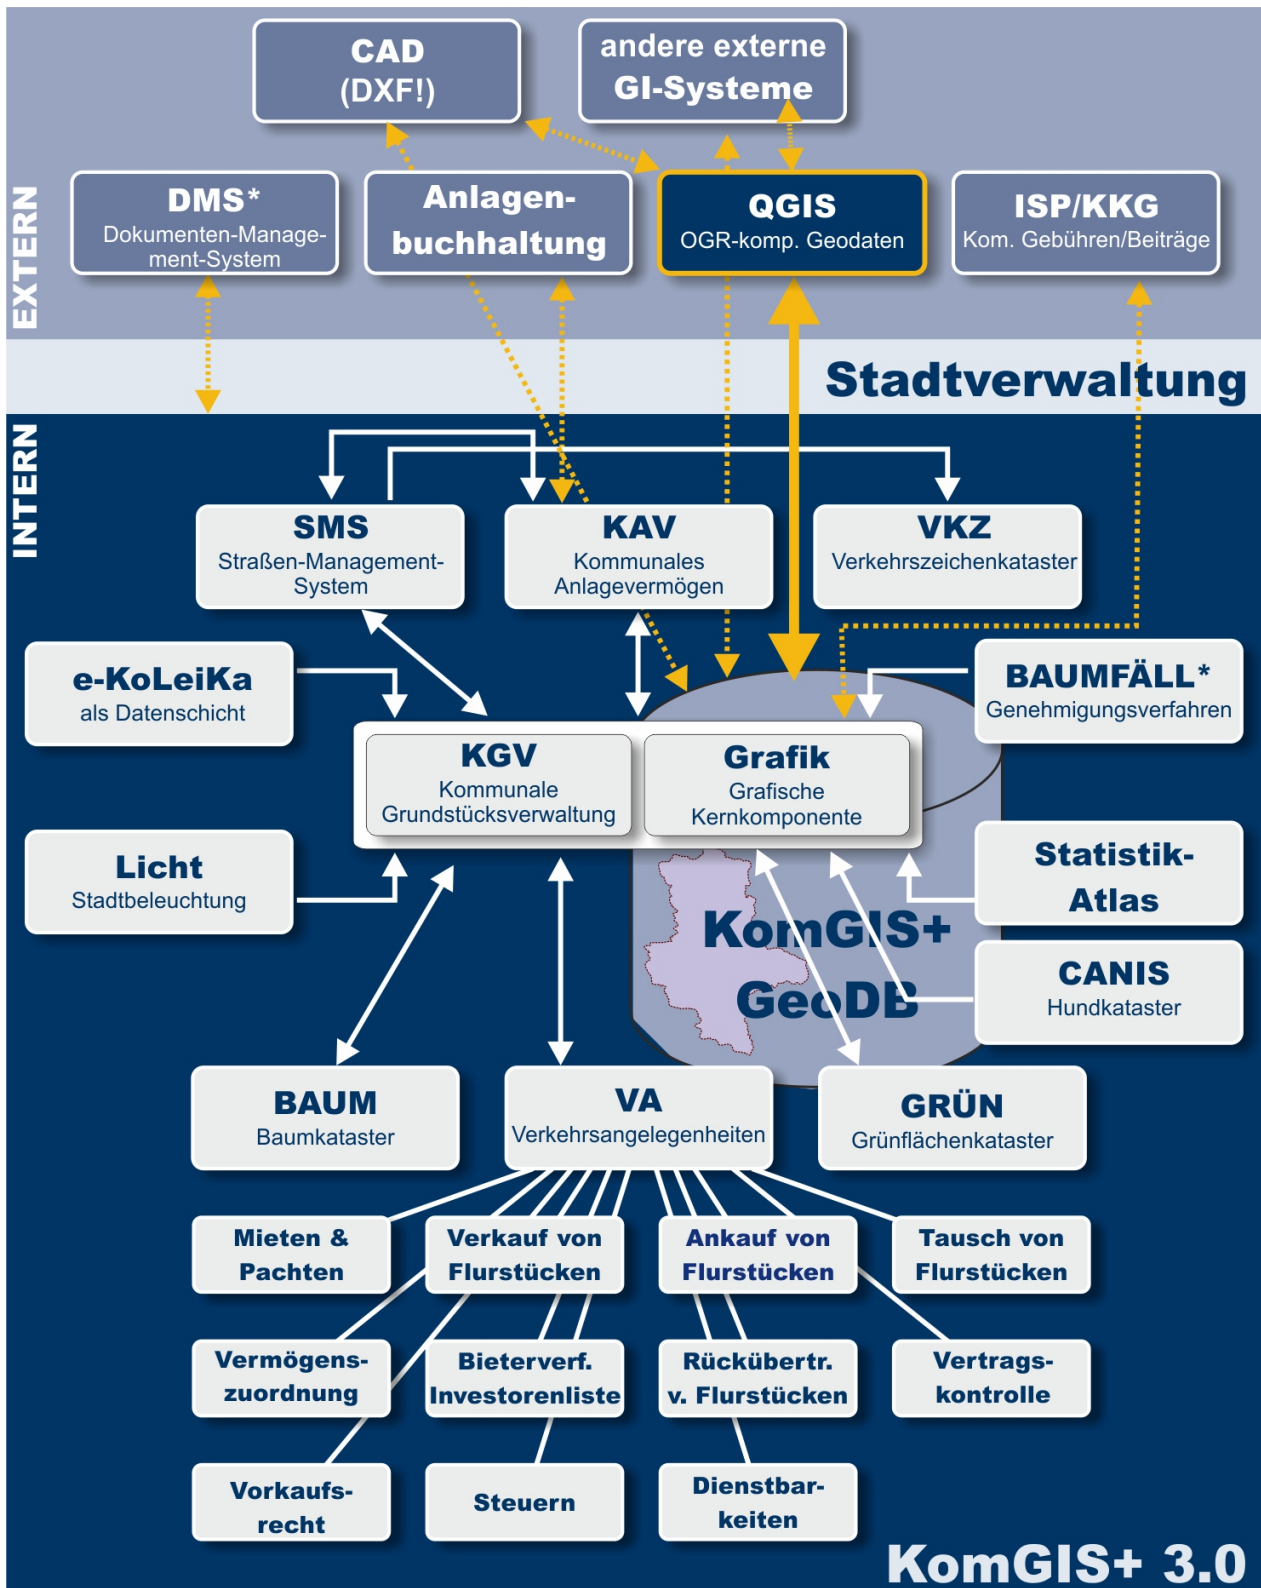 CAD
(DXF!)
andere externe
GI-Systeme
EXTERN
DMS*
Dokumenten-Manage-
ment-System
Anlagen-
buchhaltung
QGIS
OGR-komp. Geodaten
ISP/KKG
Kom. Gebühren/Beiträge
Stadtverwaltung
INTERN
SMS
Straßen-Management-
System
KAV
Kommunales
Anlagevermögen
VKZ
Verkehrszeichenkataster
e-KoLeiKa
als Datenschicht
BAUMFÄLL*
Genehmigungsverfahren
KGV
Kommunale
Grundstücksverwaltung
Grafik
Grafische
Kernkomponente
Licht
Stadtbeleuchtung
Statistik-
Atlas
KomGIS+
GeoDB
CANIS
Hundkataster
BAUM
Baumkataster
VA
Verkehrsangelegenheiten
GRÜN
Grünflächenkataster
Mieten &
Pachten
Verkauf von
Flurstücken
Ankauf von
Flurstücken
Tausch von
Flurstücken
Vermögens-
zuordnung
Bieterverf.
Investorenliste
Rückübertr.
v. Flurstücken
Vertrags-
kontrolle
Vorkaufs-
recht
Steuern
Dienstbar-
keiten
KomGIS+ 3.0